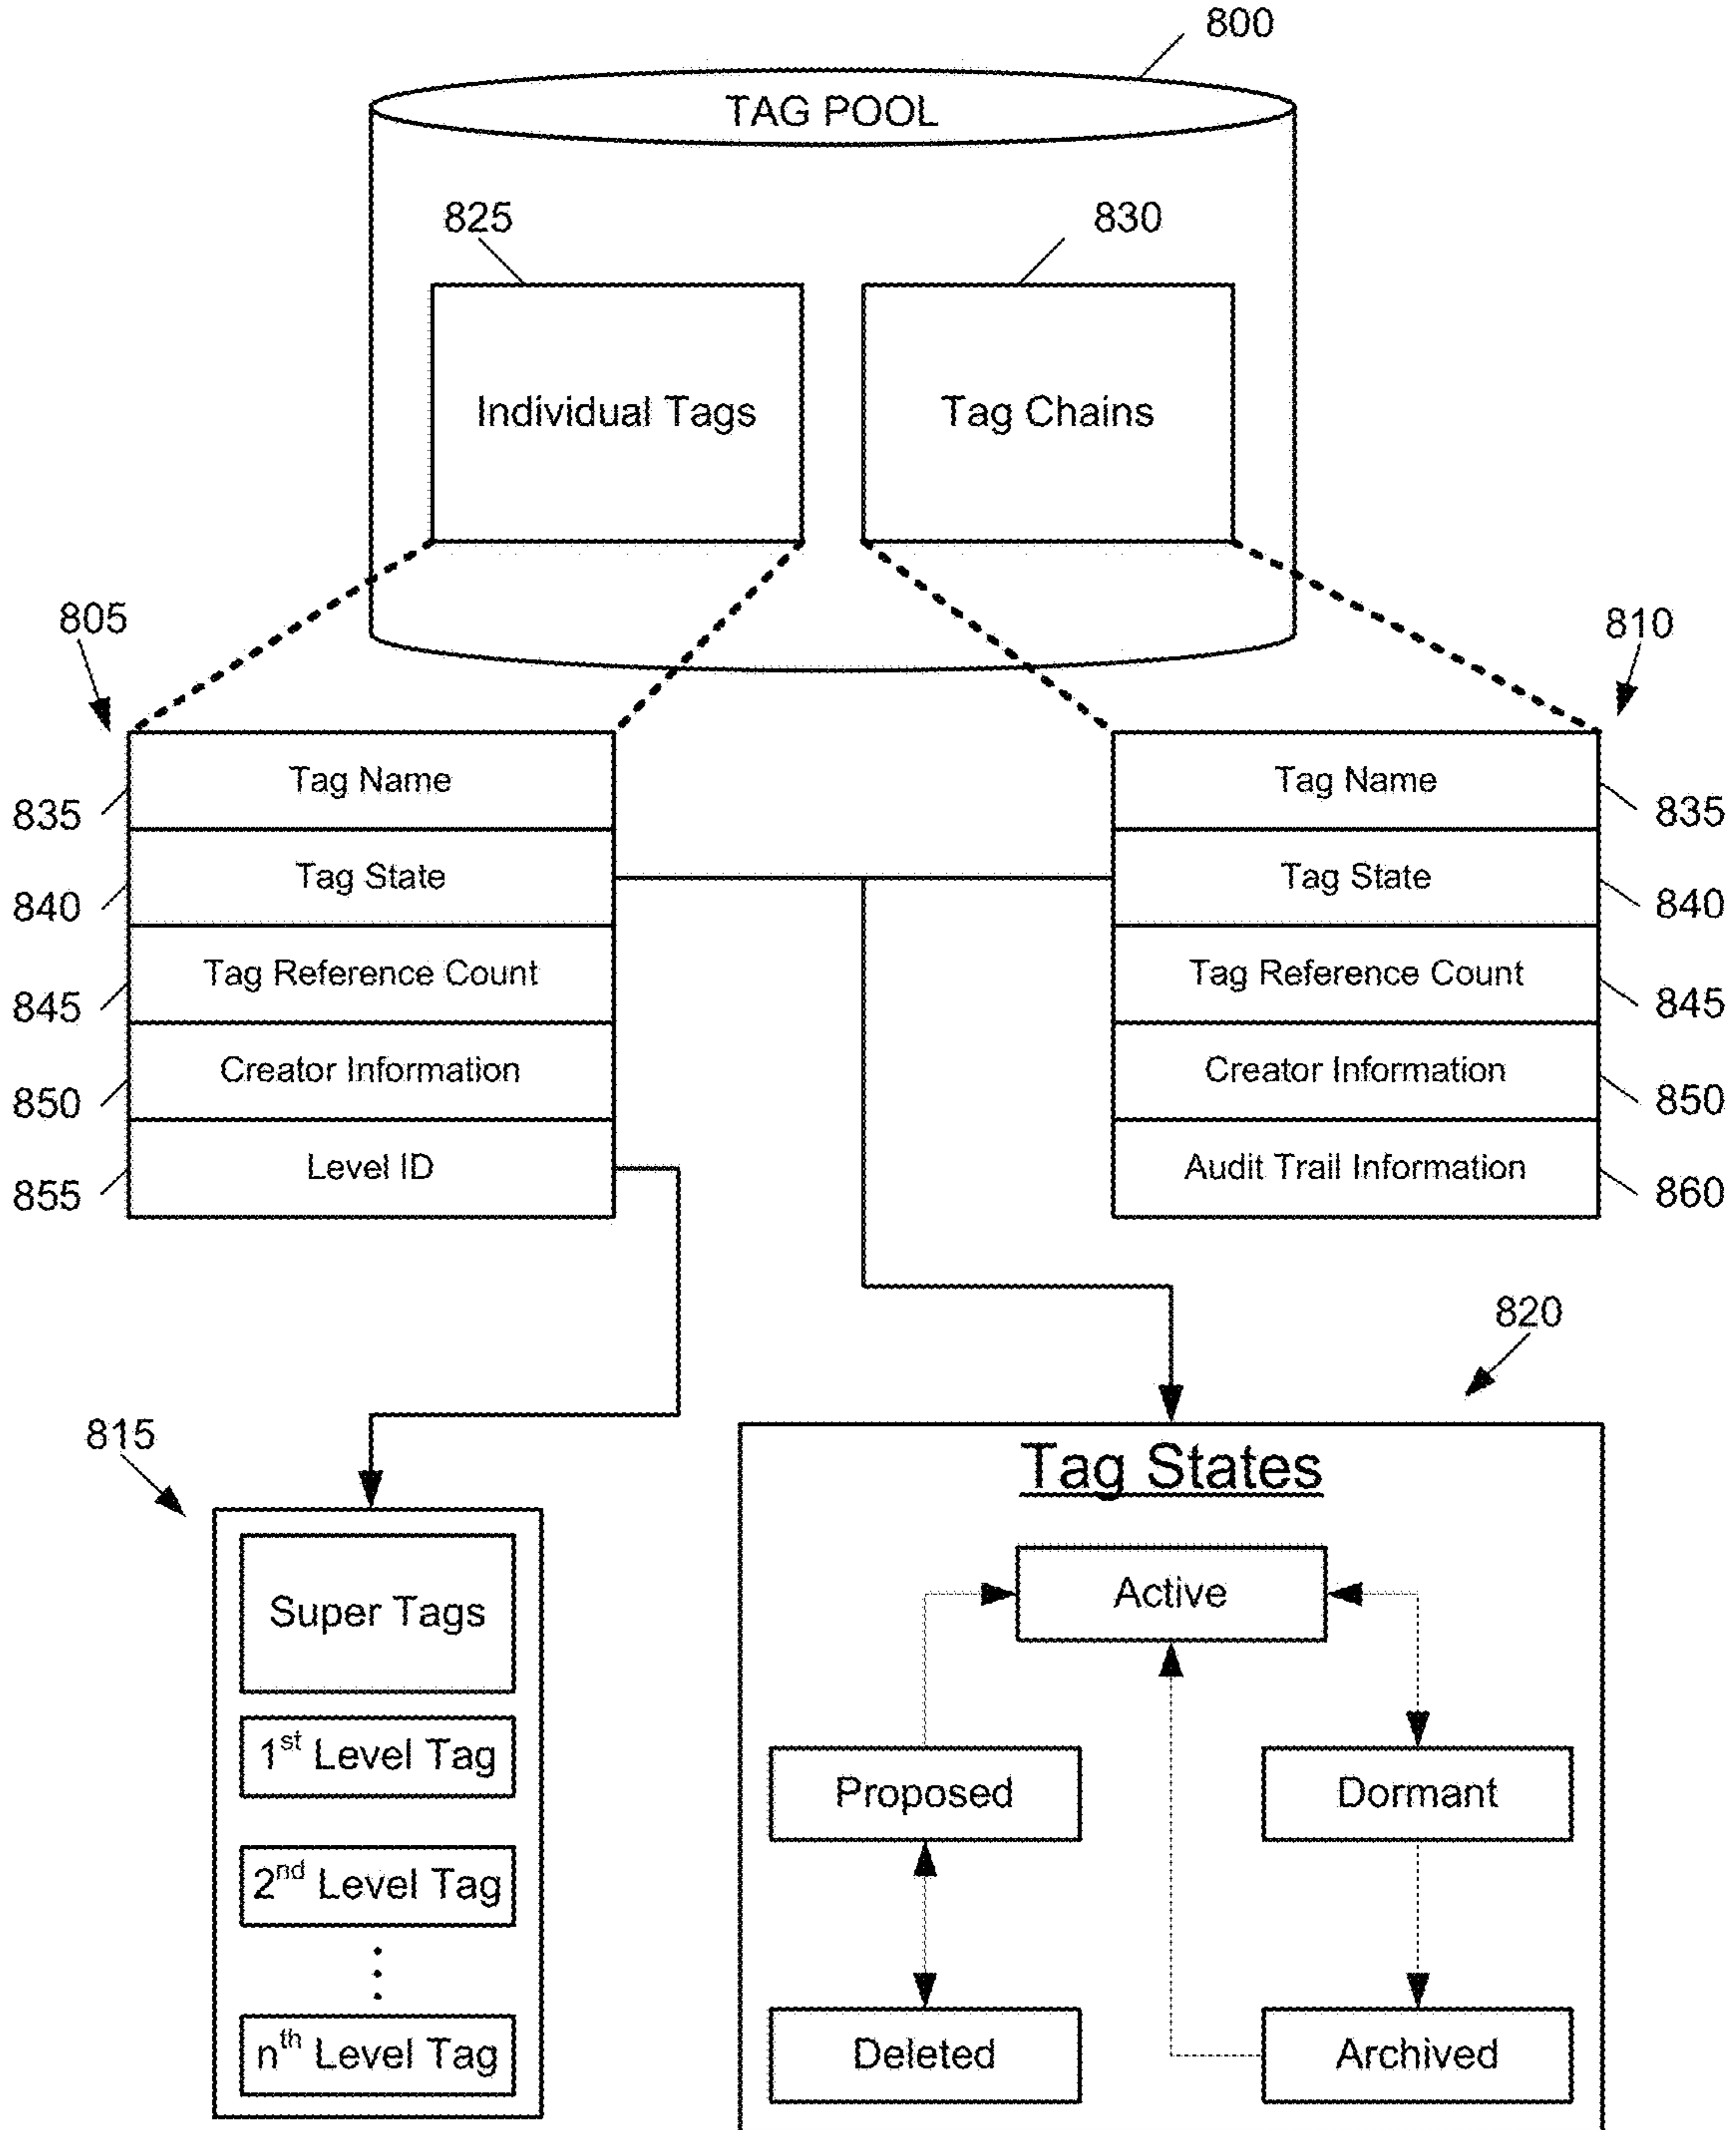 800
TAG POOL
825
830
Individual Tags
Tag Chains
805
810
Tag Name
Tag Name
835
835
Tag State
Tag State
840
840
Tag Reference Count
Tag Reference Count
845
845
Creator Information
Creator Information
850
850
Level ID
Audit Trail Information
855
860
820
815
Tag States
Super Tags
Active
1st Level Tag
Proposed
Dormant
2nd Level Tag
nth Level Tag
Deleted
Archived